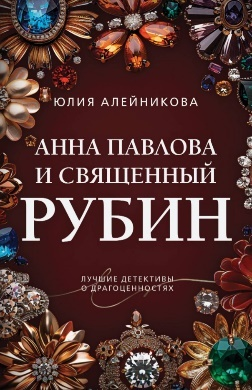 ЮЛИЯ АЛЕЙНИКОВА
АННА ПАВЛОВА
И СВЯЩЕННЫЙ
РУБИН
ЛУЧШИЕ ДЕТЕКТИВЫ
О ДРАГОЦЕННОСТЯХ